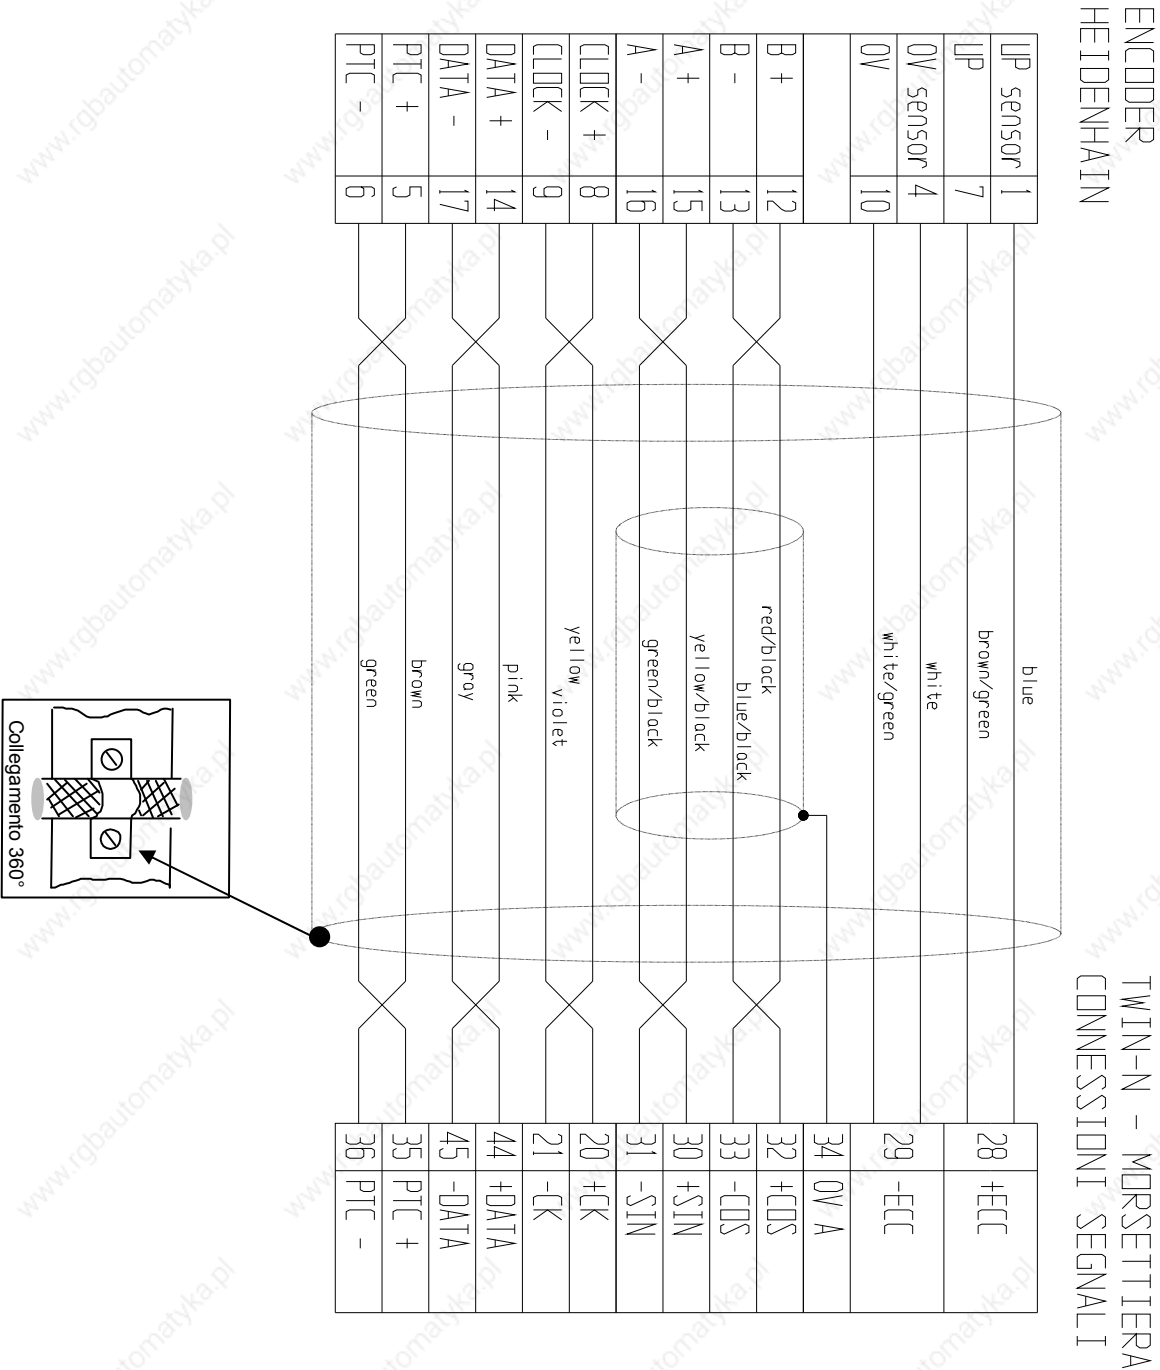 ENCODER
HEIDENHAIN
TWIN-N - MORSETTIERA
CONNESSIONI SEGNALI
UP sensor 1
UP 7
0V sensor 4
0V 10
B + 12
B - 13
A + 15
A - 16
CLOCK + 8
CLOCK - 9
DATA + 14
DATA - 17
PTC + 5
PTC - 6
blue
brown/green
white
white/green
red/black
blue/black
yellow/black
green/black
yellow
violet
pink
gray
brown
green
28 +ECC
29 -ECC
34 0V A
32 +COS
33 -COS
30 +SIN
31 -SIN
20 +CK
21 -CK
44 +DATA
45 -DATA
35 PTC +
36 PTC -
Collegamento 360°
www.rgbautomatyka.pl